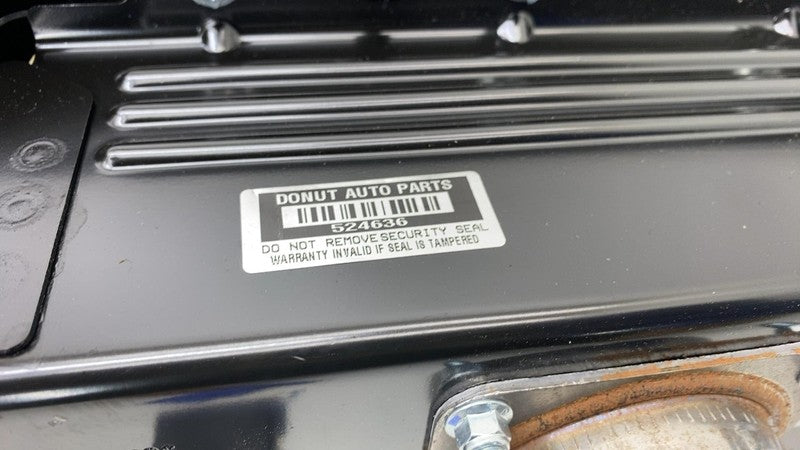 DONUT AUTO PARTS
524636
DO NOT REMOVE SECURITY SEAL
WARRANTY INVALID IF SEAL IS TAMPERED